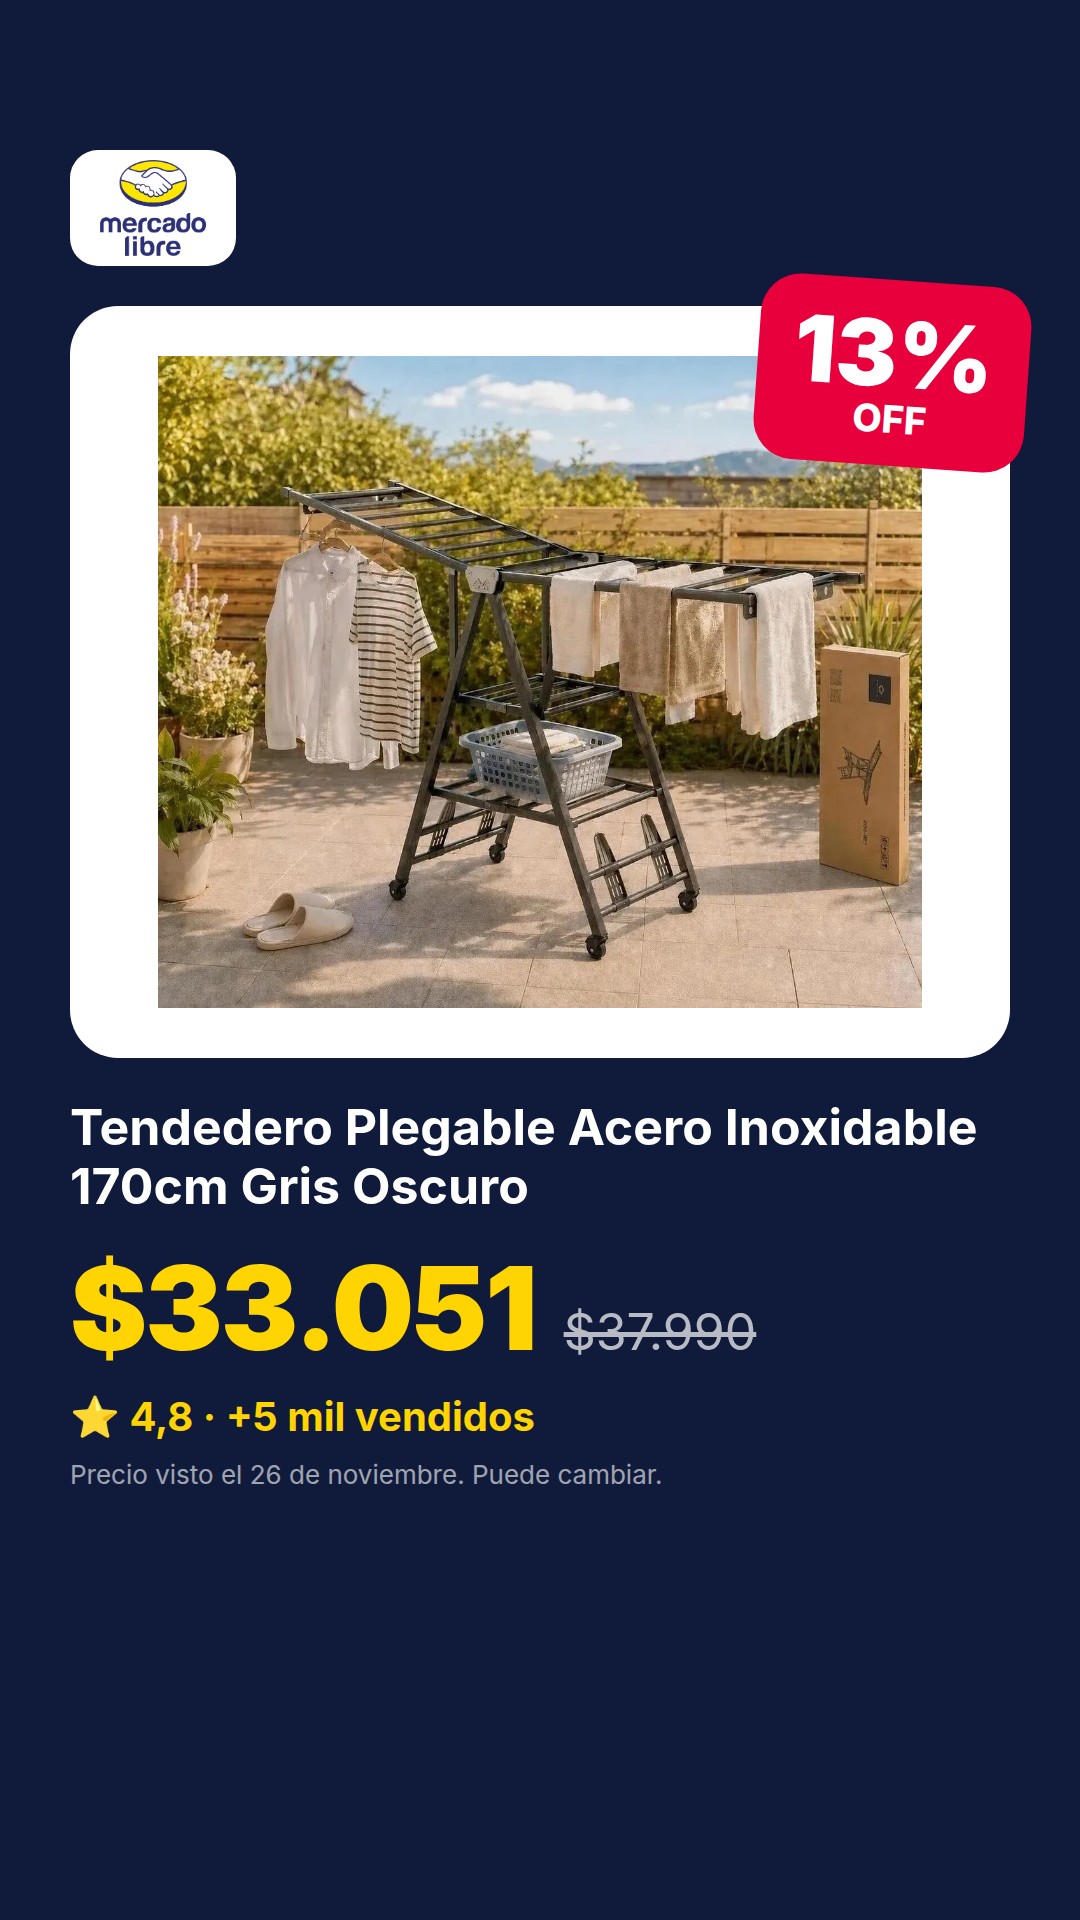 mercado
libre
13%
OFF
Tendedero Plegable Acero Inoxidable
170cm Gris Oscuro
$33.051 $37.990
⭐ 4,8 · +5 mil vendidos
Precio visto el 26 de noviembre. Puede cambiar.